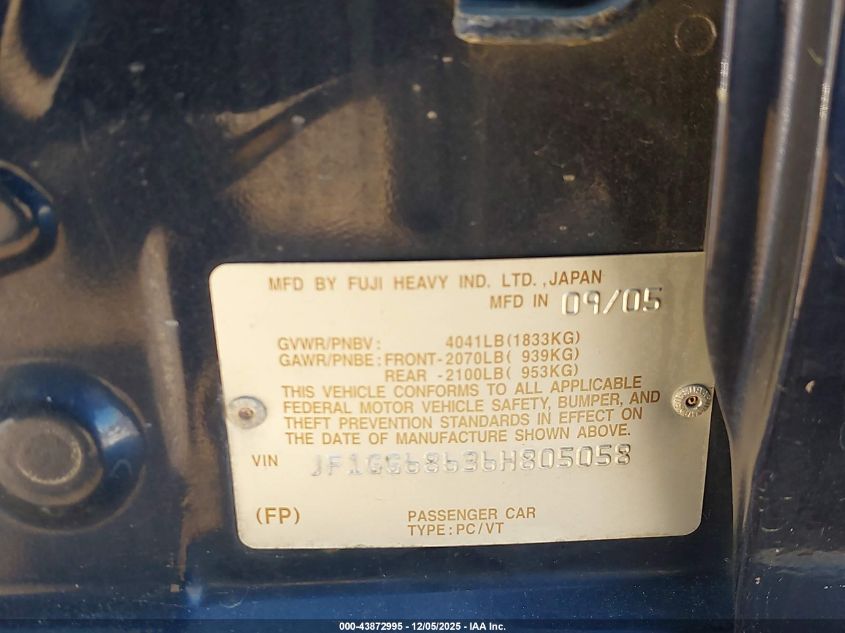 MFD BY FUJI HEAVY IND. LTD., JAPAN
MFD IN 09/05
GVWR/PNBV: 4041LB(1833KG)
GAWR/PNBE: FRONT-2070LB( 939KG)
REAR -2100LB( 953KG)
THIS VEHICLE CONFORMS TO ALL APPLICABLE
FEDERAL MOTOR VEHICLE SAFETY, BUMPER, AND
THEFT PREVENTION STANDARDS IN EFFECT ON
THE DATE OF MANUFACTURE SHOWN ABOVE.
VIN JF1GG68636H805058
(FP) PASSENGER CAR
TYPE: PC/VT
000-43872995 • 12/05/2025 • IAA Inc.